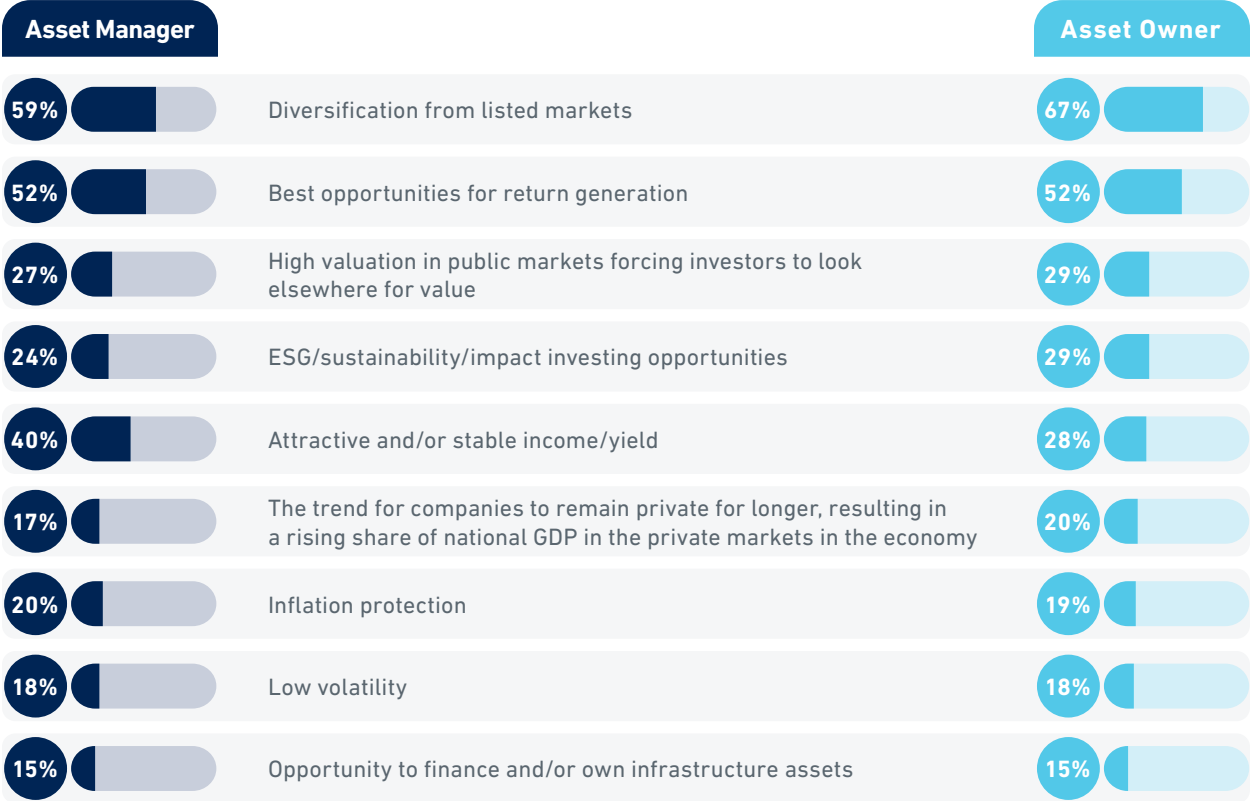 Asset Manager
Asset Owner
59%
Diversification from listed markets
67%
52%
Best opportunities for return generation
52%
27%
High valuation in public markets forcing investors to look
elsewhere for value
29%
24%
ESG/sustainability/impact investing opportunities
29%
40%
Attractive and/or stable income/yield
28%
17%
The trend for companies to remain private for longer, resulting in
a rising share of national GDP in the private markets in the economy
20%
20%
Inflation protection
19%
18%
Low volatility
18%
15%
Opportunity to finance and/or own infrastructure assets
15%